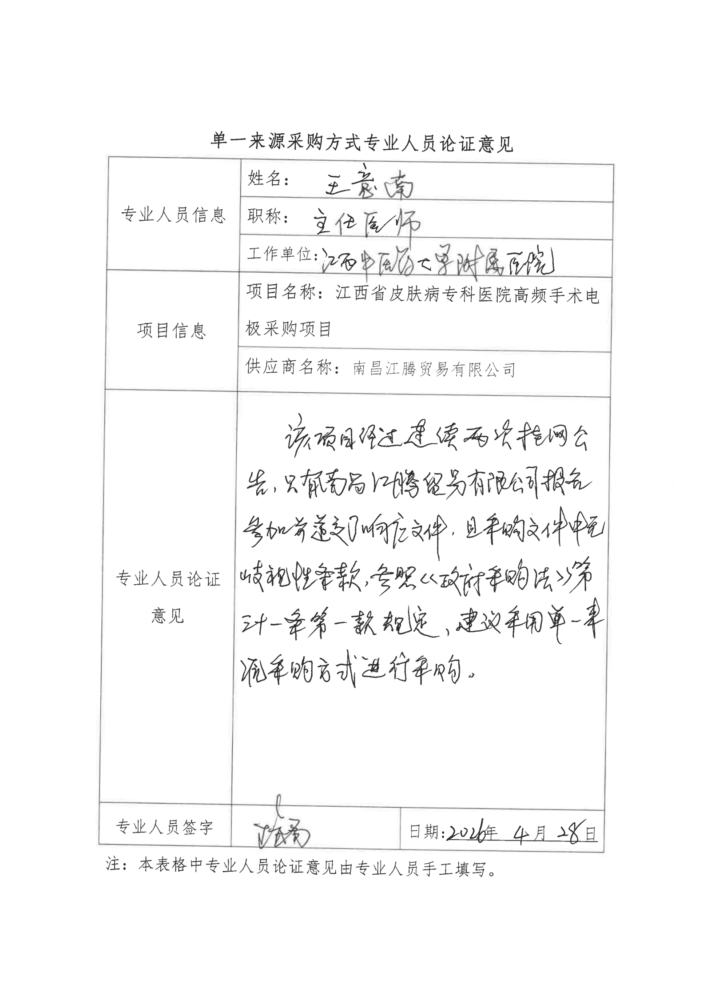 单一来源采购方式专业人员论证意见
专业人员信息
姓名： 王意南
职称： 主任医师
工作单位：江西中医药大学附属医院
项目信息
项目名称：江西省皮肤病专科医院高频手术电
极采购项目
供应商名称：南昌江腾贸易有限公司
专业人员论证
意见
该项目经过连续两次挂网公
告，只有南昌江腾贸易有限公司报名
参加并递交了响应文件，且采购文件中无
歧视性条款，参照《政府采购法》第
三十一条第一款规定，建议采用单一来
源采购方式进行采购。
专业人员签字
王意南
日期：2026年 4月 28日
注：本表格中专业人员论证意见由专业人员手工填写。